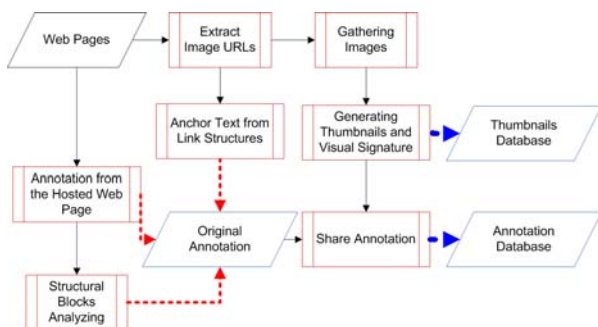 Web Pages
Extract
Image URLs
Gathering
Images
Anchor Text from
Link Structures
Generating
Thumbnails and
Visual Signature
Thumbnails
Database
Annotation from
the Hosted Web
Page
Original
Annotation
Share Annotation
Annotation
Database
Structural
Blocks
Analyzing